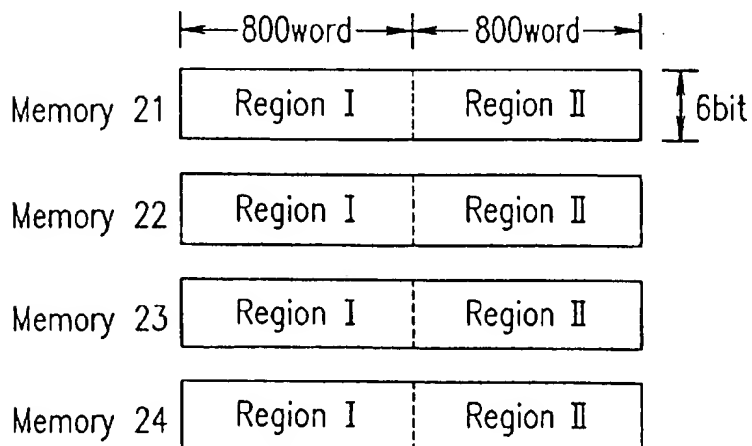 800word 800word
Memory 21 Region I Region II 6bit
Memory 22 Region I Region II
Memory 23 Region I Region II
Memory 24 Region I Region II